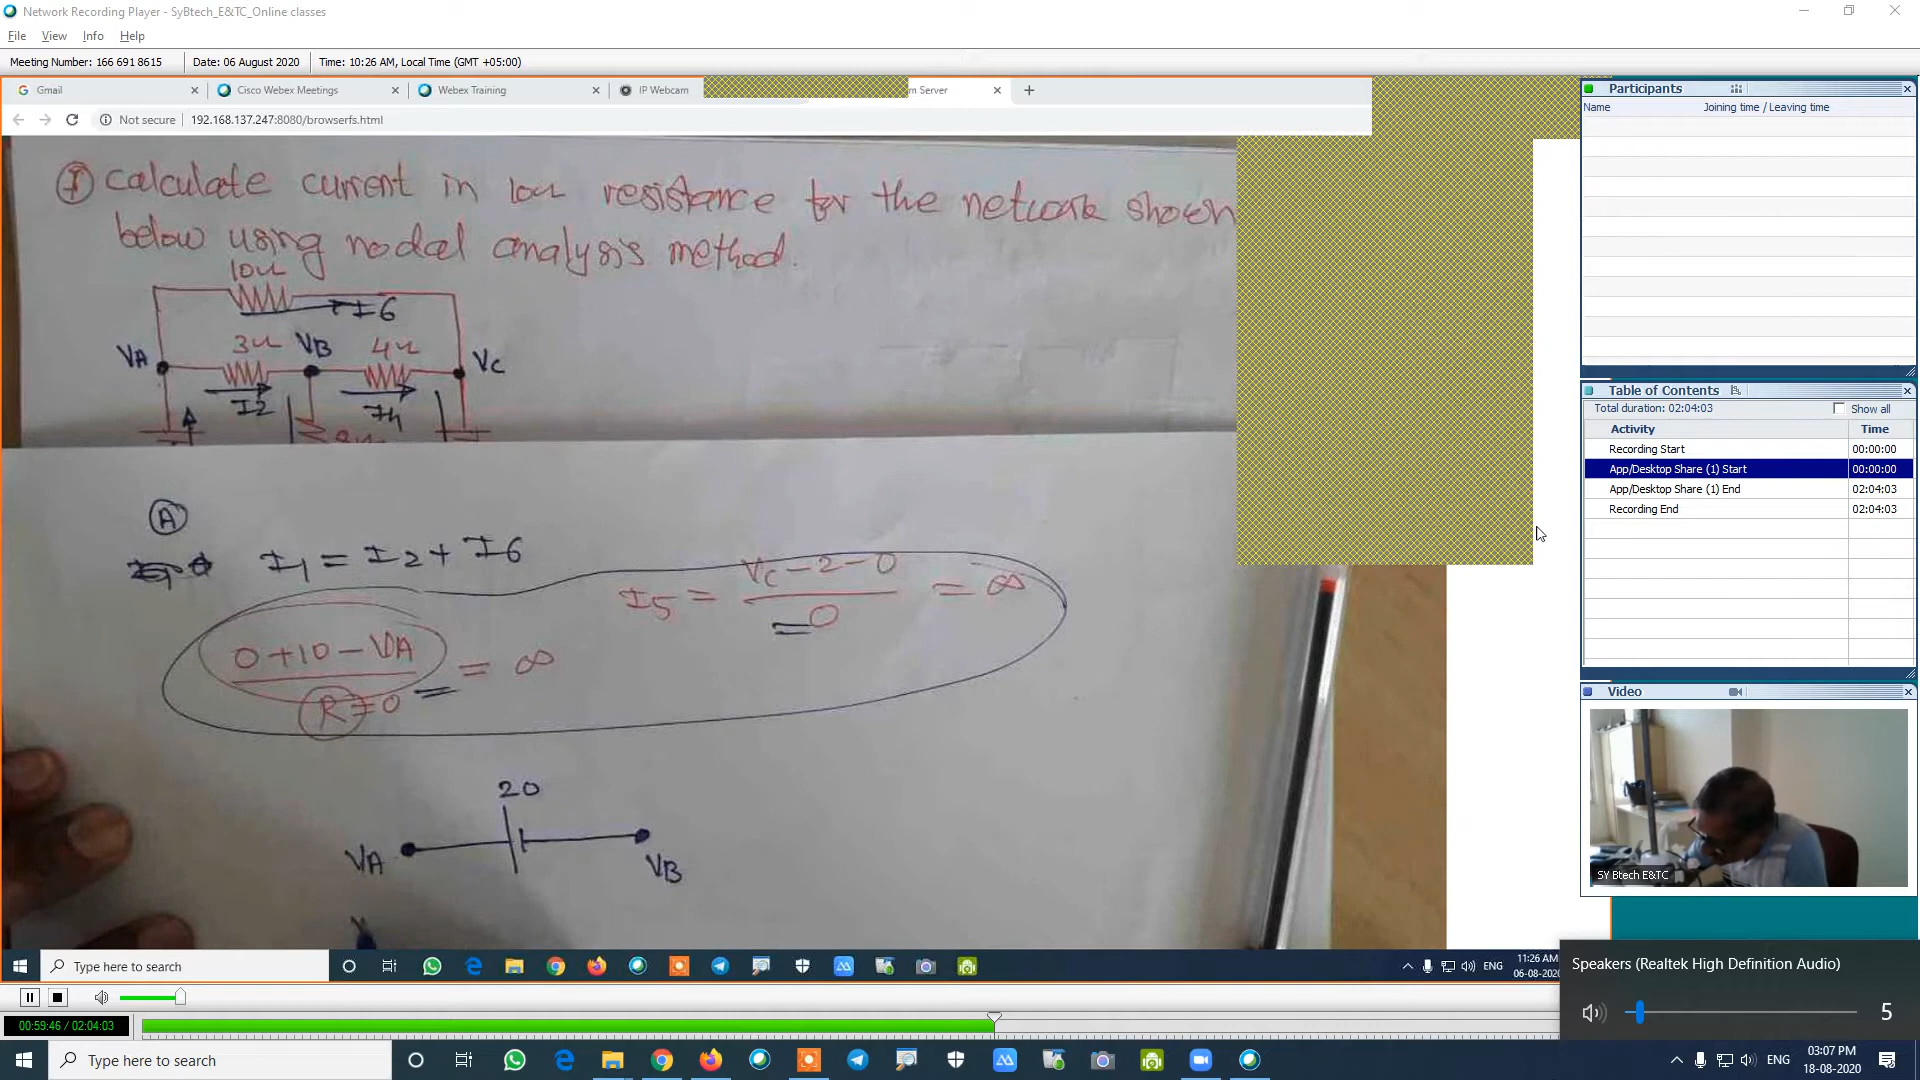 Network Recording Player - SyBtech_E&TC_Online classes
File View Info Help
Meeting Number: 166 691 8615 Date: 06 August 2020 Time: 10:26 AM, Local Time (GMT +05:00)
Gmail Cisco Webex Meetings Webex Training IP Webcam m Server
Not secure 192.168.137.247:8080/browserfs.html
calculate current in 10Ω resistance for the network shown
below using nodal analysis method.
10Ω
I6
VA 3Ω VB 4Ω VC
I2 I4
A
I1 = I2 + I6
I5 = VC - 2 - 0 / 0 = ∞
0 + 10 - VA / R = 0 = ∞
20
VA VB
Type here to search
ENG
11:26 AM
06-08-2020
Participants
Name Joining time / Leaving time
Table of Contents
Total duration: 02:04:03 Show all
Activity Time
Recording Start 00:00:00
App/Desktop Share (1) Start 00:00:00
App/Desktop Share (1) End 02:04:03
Recording End 02:04:03
Video
SY Btech E&TC
Speakers (Realtek High Definition Audio)
5
00:59:46 / 02:04:03
Type here to search
ENG
03:07 PM
18-08-2020